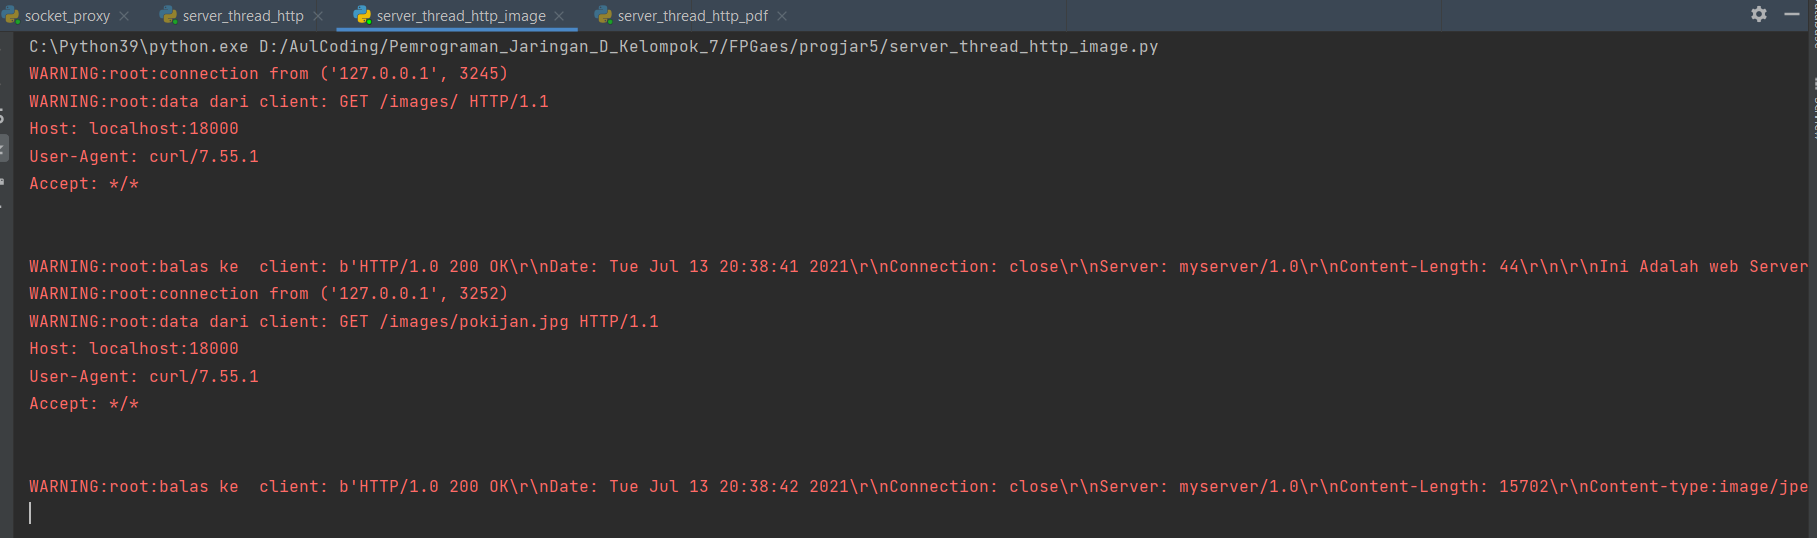 socket_proxy server_thread_http server_thread_http_image server_thread_http_pdf
C:\Python39\python.exe D:/AulCoding/Pemrograman_Jaringan_D_Kelompok_7/FPGaes/progjar5/server_thread_http_image.py
WARNING:root:connection from ('127.0.0.1', 3245)
WARNING:root:data dari client: GET /images/ HTTP/1.1
Host: localhost:18000
User-Agent: curl/7.55.1
Accept: */*
WARNING:root:balas ke  client: b'HTTP/1.0 200 OK\r\nDate: Tue Jul 13 20:38:41 2021\r\nConnection: close\r\nServer: myserver/1.0\r\nContent-Length: 44\r\n\r\nIni Adalah web Server
WARNING:root:connection from ('127.0.0.1', 3252)
WARNING:root:data dari client: GET /images/pokijan.jpg HTTP/1.1
Host: localhost:18000
User-Agent: curl/7.55.1
Accept: */*
WARNING:root:balas ke  client: b'HTTP/1.0 200 OK\r\nDate: Tue Jul 13 20:38:42 2021\r\nConnection: close\r\nServer: myserver/1.0\r\nContent-Length: 15702\r\nContent-type:image/jpe